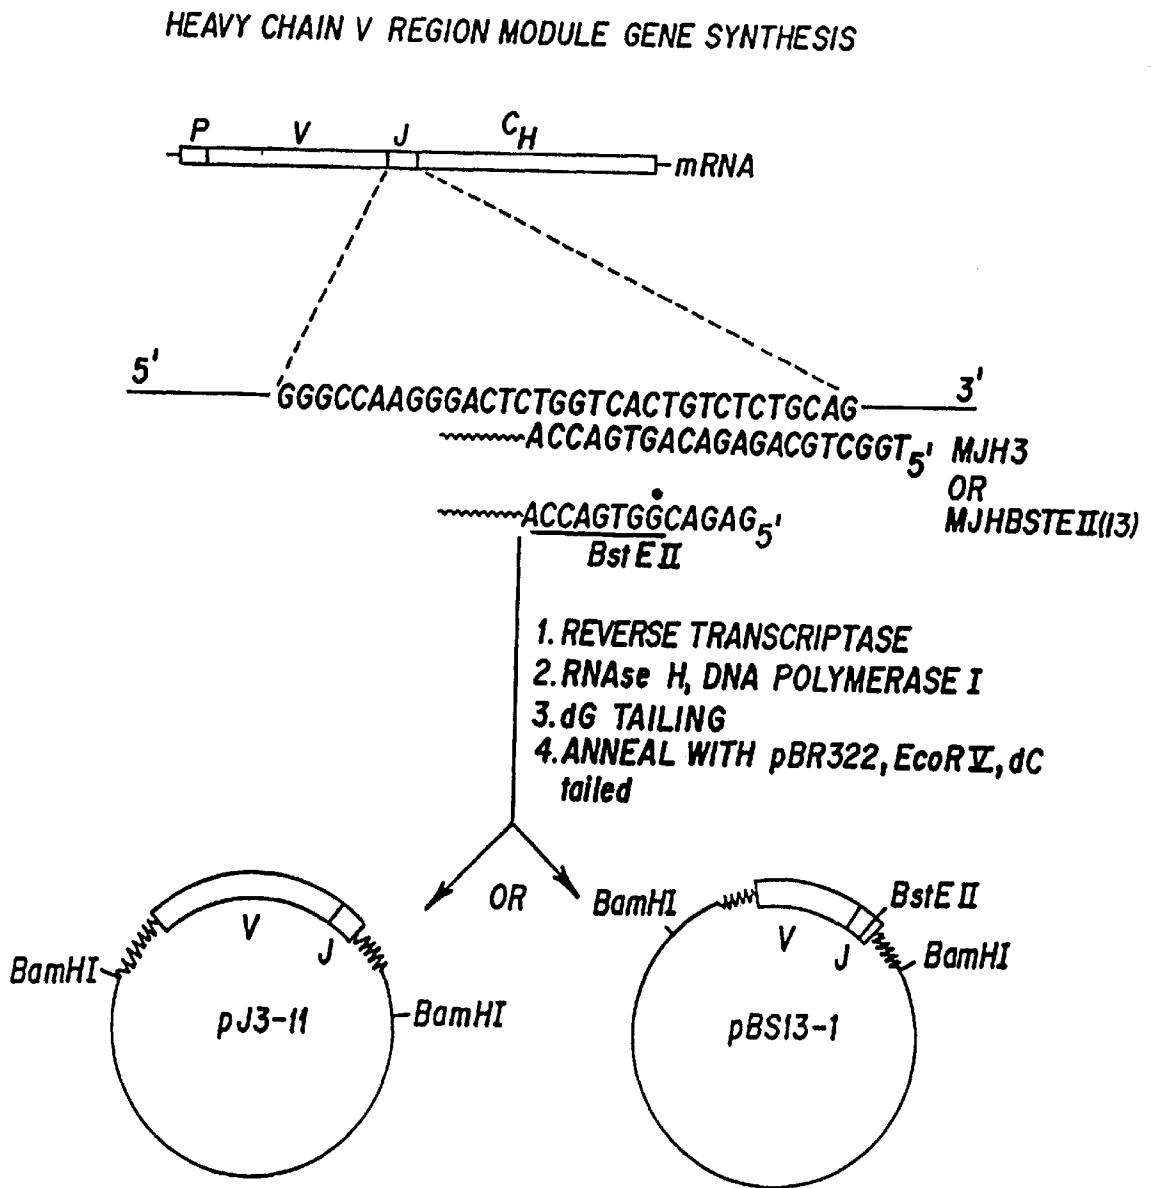 HEAVY CHAIN V REGION MODULE GENE SYNTHESIS
P V J CH
mRNA
5' 3'
GGGCCAAGGGACTCTGGTCACTGTCTCTGCAG
ACCAGTGACAGAGACGTCGGT5' MJH3
OR
MJHBSTEII(13)
ACCAGTGGCAGAG5'
BstEII
1. REVERSE TRANSCRIPTASE
2. RNAse H, DNA POLYMERASE I
3. dG TAILING
4. ANNEAL WITH pBR322, EcoRV, dC
tailed
OR
BamHI
V
J
BamHI
pJ3-11
BamHI
V
J
BstEII
BamHI
pBS13-1